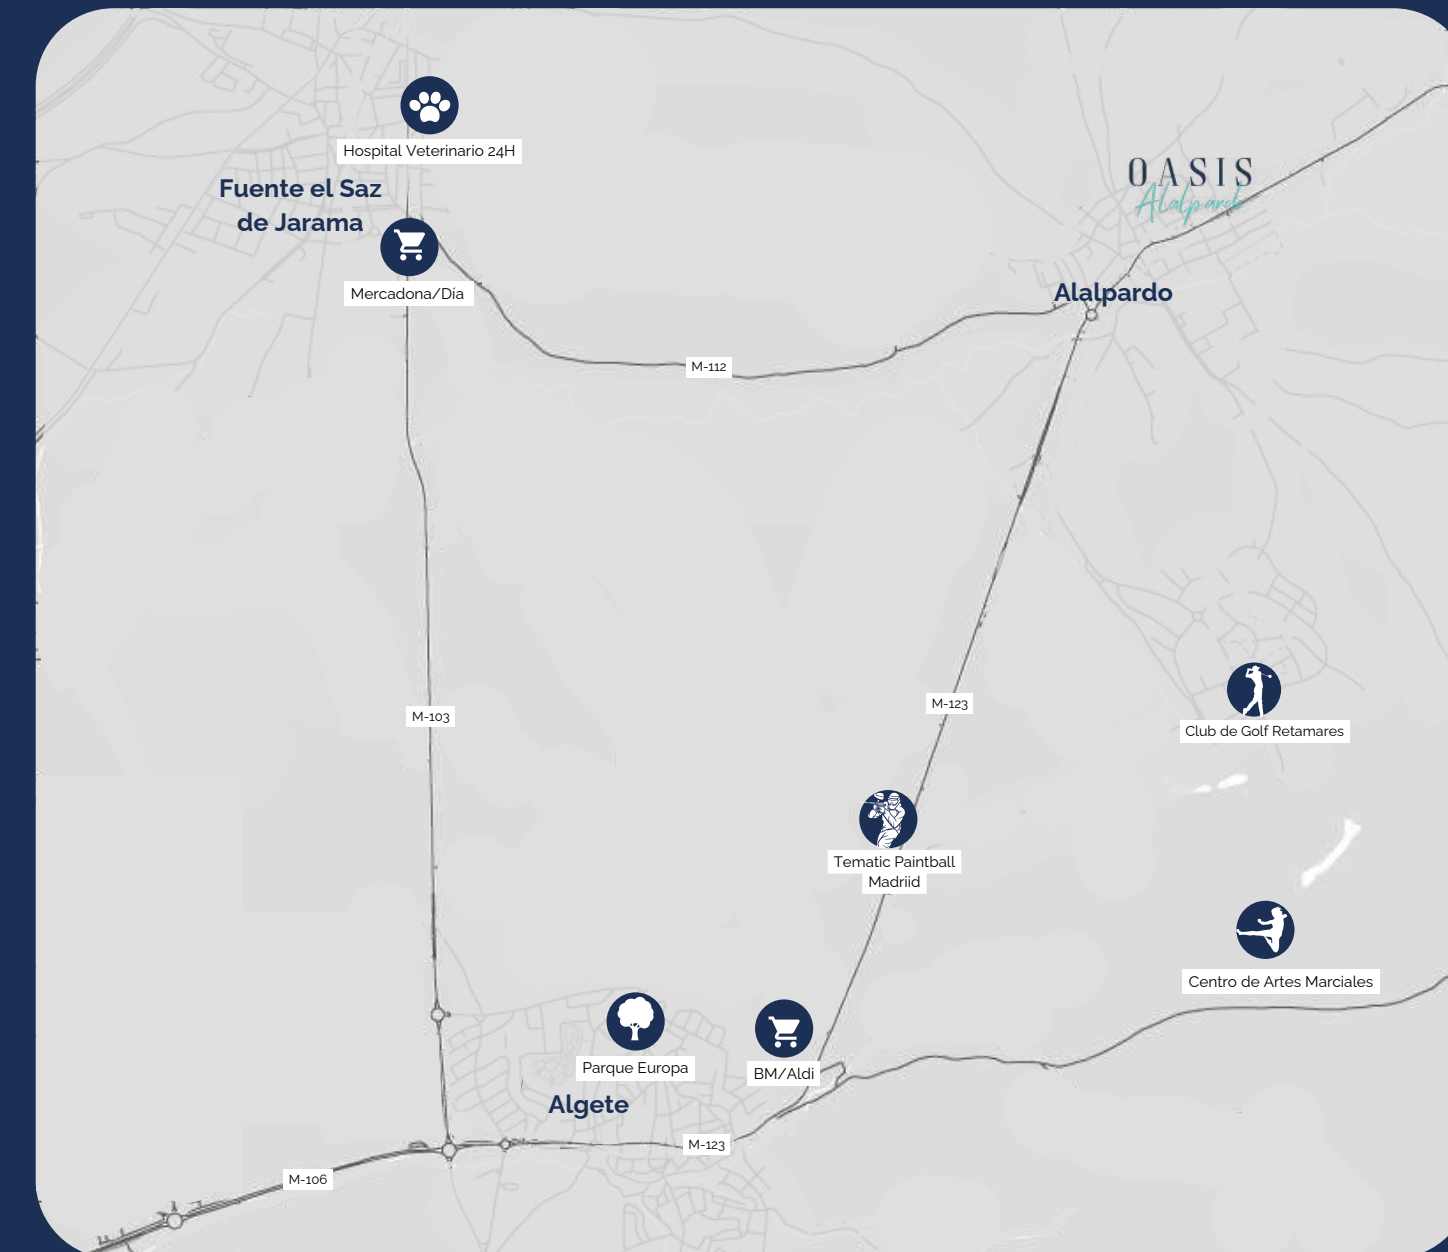 Hospital Veterinario 24H
Fuente el Saz
de Jarama
OASIS
Alalpardo
Mercadona/Día
Alalpardo
M-112
M-103
M-123
Club de Golf Retamares
Tematic Paintball
Madriid
Centro de Artes Marciales
Parque Europa
BM/Aldi
Algete
M-123
M-106